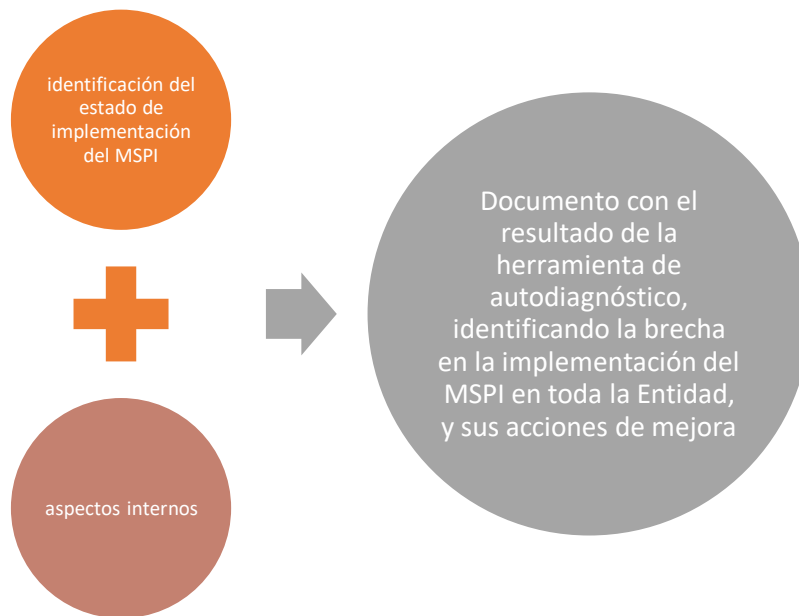 identificación del
estado de
implementación
del MSPI
aspectos internos
Documento con el
resultado de la
herramienta de
autodiagnóstico,
identificando la brecha
en la implementación del
MSPI en toda la Entidad,
y sus acciones de mejora